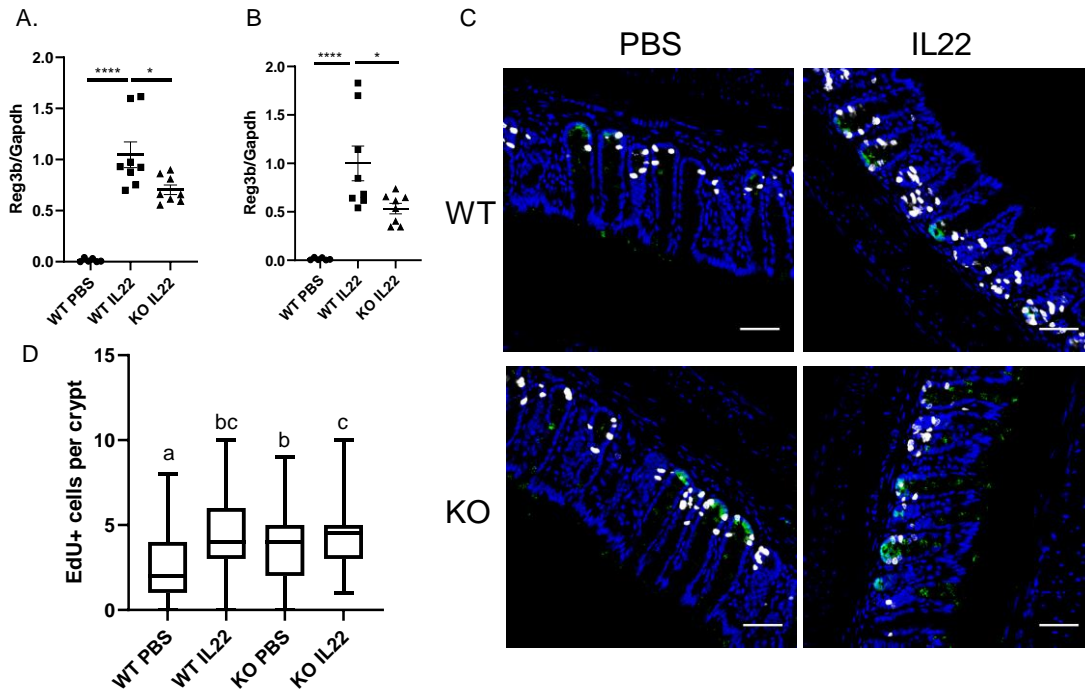 A.
2.0
1.5
1.0
0.5
0.0
Reg3b/Gapdh
****
*
WT PBS
WT IL22
KO IL22
B
2.0
1.5
1.0
0.5
0.0
Reg3b/Gapdh
****
*
WT PBS
WT IL22
KO IL22
C
PBS
IL22
WT
KO
D
15
10
5
0
EdU+ cells per crypt
a
bc
b
c
WT PBS
WT IL22
KO PBS
KO IL22